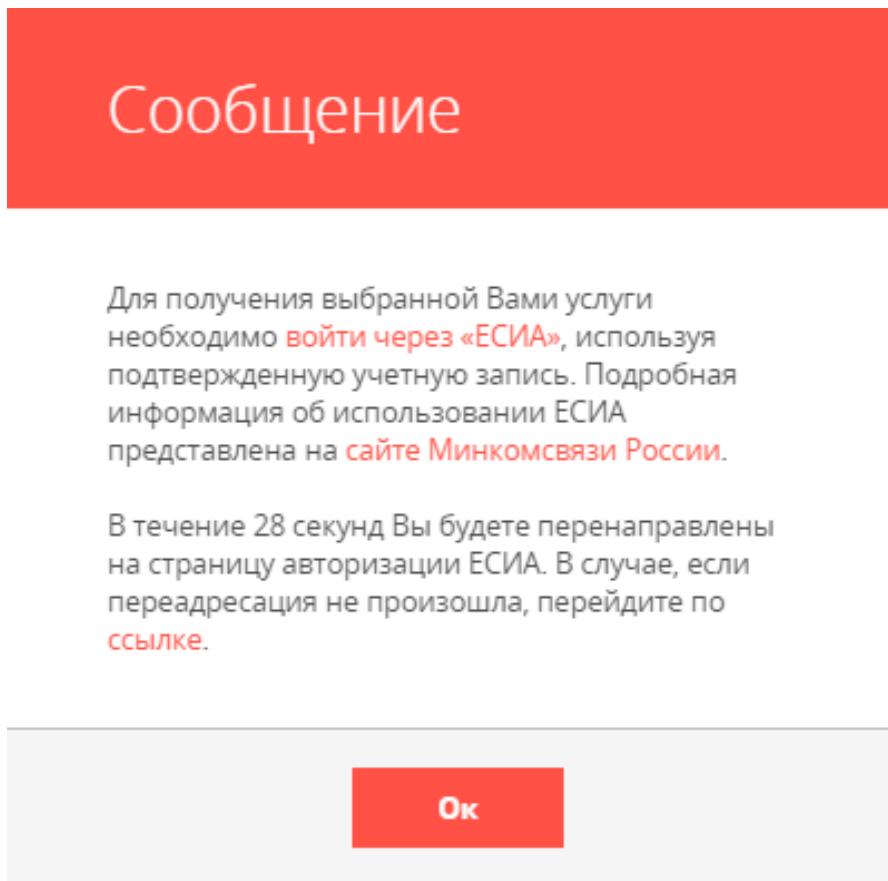 Сообщение
Для получения выбранной Вами услуги
необходимо войти через «ЕСИА», используя
подтвержденную учетную запись. Подробная
информация об использовании ЕСИА
представлена на сайте Минкомсвязи России.
В течение 28 секунд Вы будете перенаправлены
на страницу авторизации ЕСИА. В случае, если
переадресация не произошла, перейдите по
ссылке.
Ок